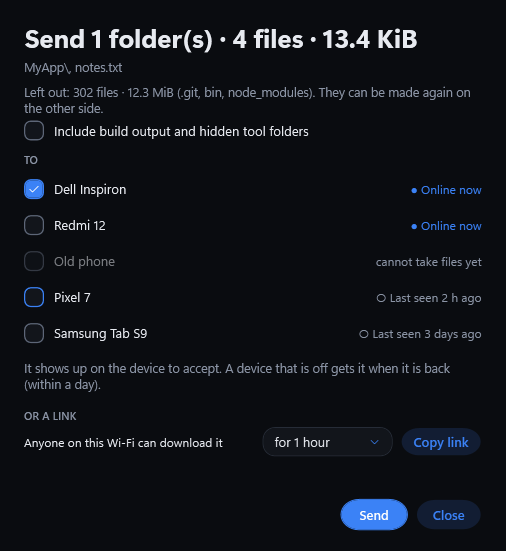 Send 1 folder(s) · 4 files · 13.4 KiB
MyApp\, notes.txt
Left out: 302 files · 12.3 MiB (.git, bin, node_modules). They can be made again on
the other side.
Include build output and hidden tool folders
TO
Dell Inspiron ● Online now
Redmi 12 ● Online now
Old phone cannot take files yet
Pixel 7 ○ Last seen 2 h ago
Samsung Tab S9 ○ Last seen 3 days ago
It shows up on the device to accept. A device that is off gets it when it is back
(within a day).
OR A LINK
Anyone on this Wi-Fi can download it for 1 hour Copy link
Send Close